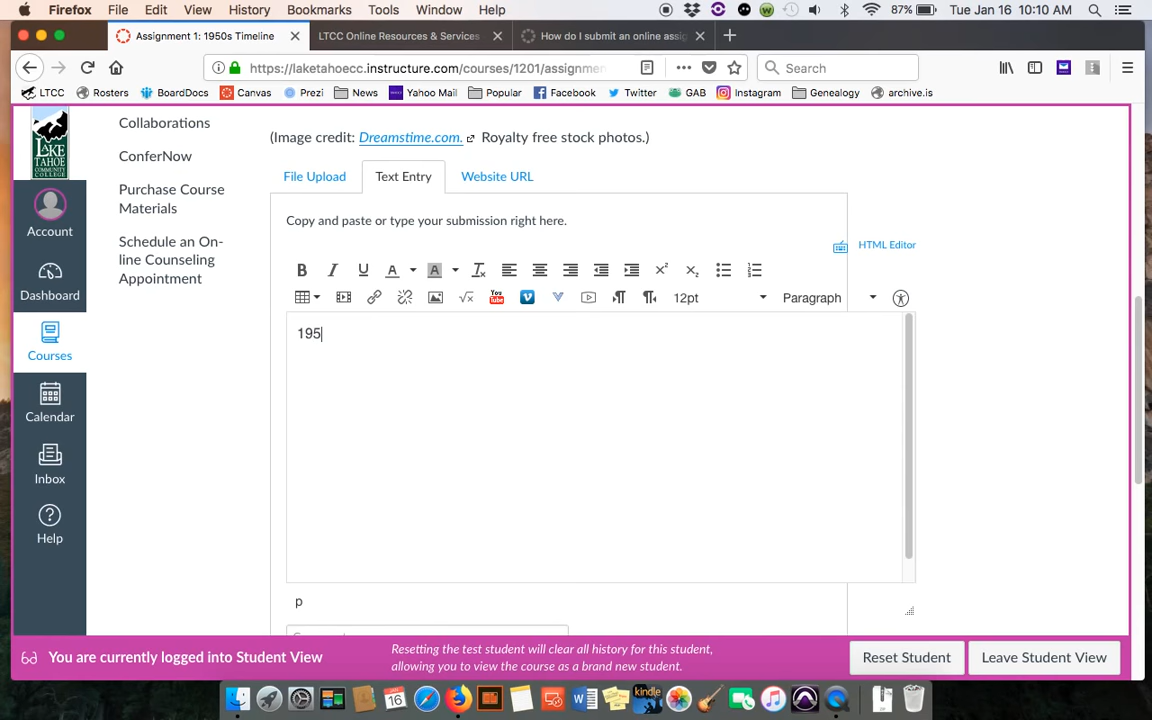 Firefox File Edit View History Bookmarks Tools Window Help 87% Tue Jan 16 10:10 AM
Assignment 1: 1950s Timeline LTCC Online Resources & Services How do I submit an online assig
https://laketahoecc.instructure.com/courses/1201/assignmen Search
LTCC Rosters BoardDocs Canvas Prezi News Yahoo Mail Popular Facebook Twitter GAB Instagram Genealogy archive.is
LAKE TAHOE COMMUNITY COLLEGE
Account
Dashboard
Courses
Calendar
Inbox
Help
Collaborations
ConferNow
Purchase Course
Materials
Schedule an On-
line Counseling
Appointment
(Image credit: Dreamstime.com. Royalty free stock photos.)
File Upload Text Entry Website URL
Copy and paste or type your submission right here.
HTML Editor
12pt Paragraph
195
p
You are currently logged into Student View
Resetting the test student will clear all history for this student,
allowing you to view the course as a brand new student.
Reset Student Leave Student View